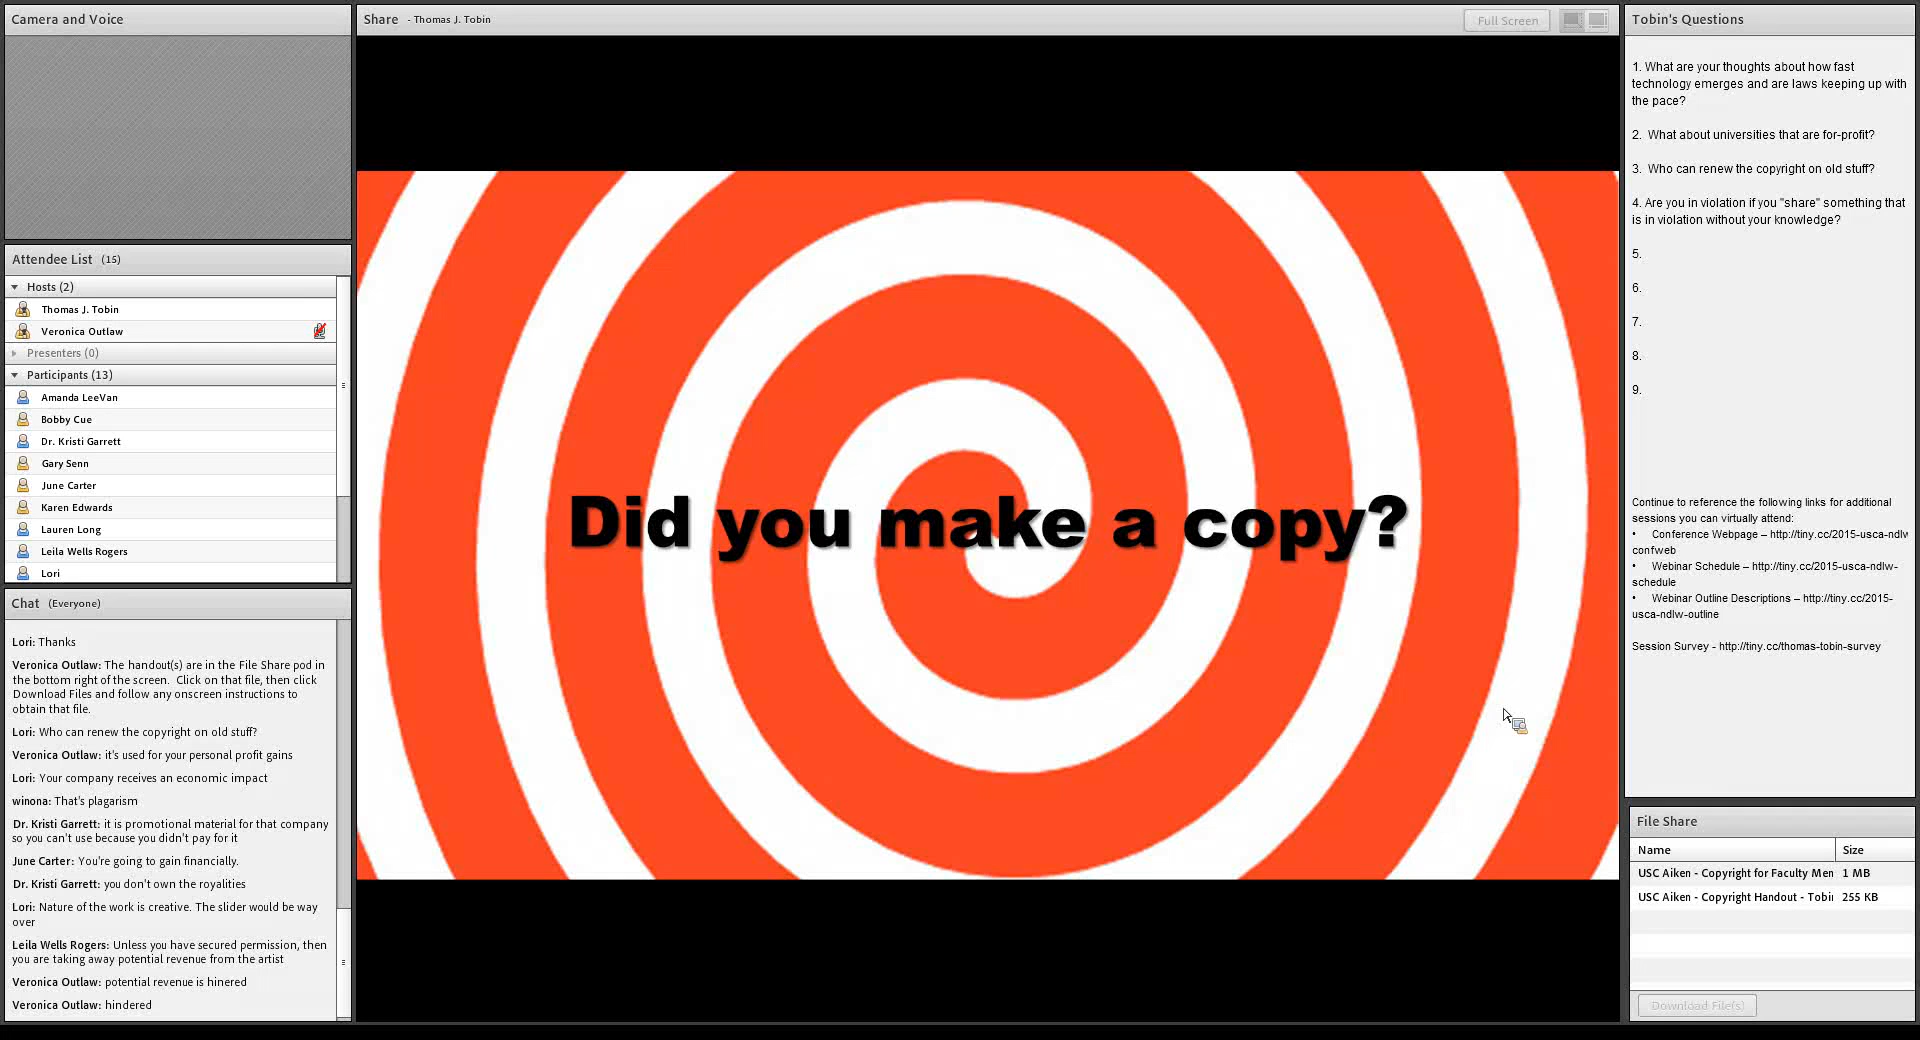 Camera and Voice
Attendee List (15)
Hosts (2)
Thomas J. Tobin
Veronica Outlaw
Presenters (0)
Participants (13)
Amanda LeeVan
Bobby Cue
Dr. Kristi Garrett
Gary Senn
June Carter
Karen Edwards
Lauren Long
Leila Wells Rogers
Lori
Chat (Everyone)
Lori: Thanks
Veronica Outlaw: The handout(s) are in the File Share pod in
the bottom right of the screen.  Click on that file, then click
Download Files and follow any onscreen instructions to
obtain that file.
Lori: Who can renew the copyright on old stuff?
Veronica Outlaw: it's used for your personal profit gains
Lori: Your company receives an economic impact
winona: That's plagarism
Dr. Kristi Garrett: it is promotional material for that company
so you can't use because you didn't pay for it
June Carter: You're going to gain financially.
Dr. Kristi Garrett: you don't own the royalities
Lori: Nature of the work is creative. The slider would be way
over
Leila Wells Rogers: Unless you have secured permission, then
you are taking away potential revenue from the artist
Veronica Outlaw: potential revenue is hinered
Veronica Outlaw: hindered
Share - Thomas J. Tobin
Full Screen
Did you make a copy?
Tobin's Questions
1. What are your thoughts about how fast
technology emerges and are laws keeping up with
the pace?
2.  What about universities that are for-profit?
3.  Who can renew the copyright on old stuff?
4. Are you in violation if you "share" something that
is in violation without your knowledge?
5.
6.
7.
8.
9.
Continue to reference the following links for additional
sessions you can virtually attend:
• Conference Webpage – http://tiny.cc/2015-usca-ndlw-
confweb
• Webinar Schedule – http://tiny.cc/2015-usca-ndlw-
schedule
• Webinar Outline Descriptions – http://tiny.cc/2015-
usca-ndlw-outline
Session Survey - http://tiny.cc/thomas-tobin-survey
File Share
Name Size
USC Aiken - Copyright for Faculty Men 1 MB
USC Aiken - Copyright Handout - Tobin 255 KB
Download File(s)